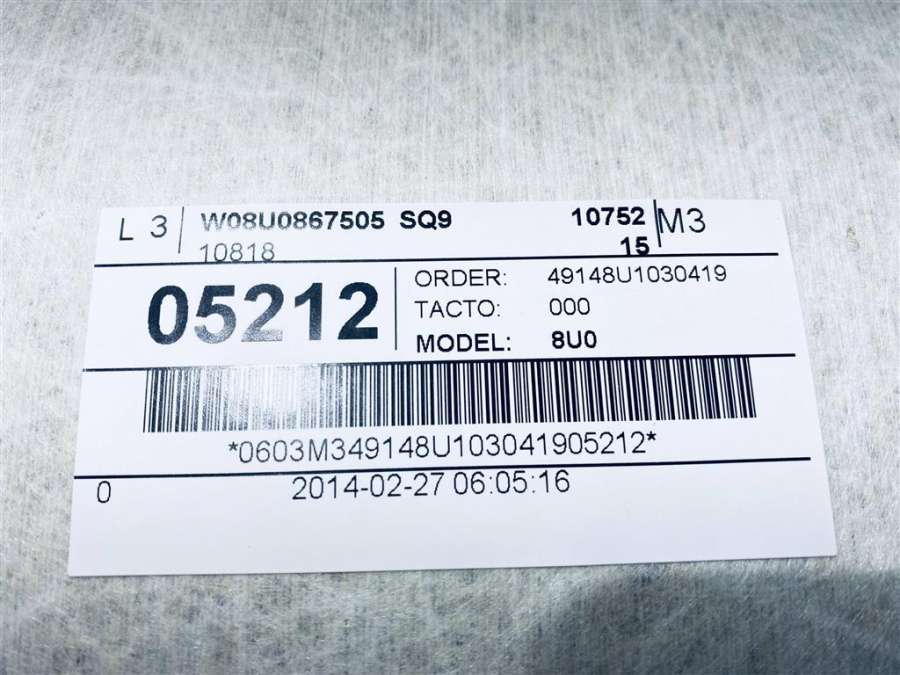 L 3 W08U0867505 SQ9 10752 M3
10818 15
05212
ORDER: 49148U1030419
TACTO: 000
MODEL: 8U0
*0603M349148U103041905212*
0 2014-02-27 06:05:16